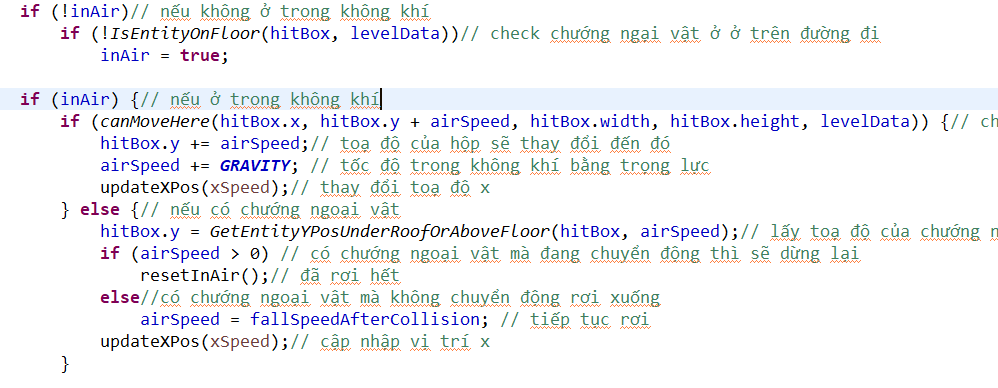 if (!inAir)// nếu không ở trong không khí
if (!IsEntityOnFloor(hitBox, levelData))// check chướng ngại vật ở ở trên đường đi
inAir = true;
if (inAir) {// nếu ở trong không khí
if (canMoveHere(hitBox.x, hitBox.y + airSpeed, hitBox.width, hitBox.height, levelData)) {// ch
hitBox.y += airSpeed;// toạ độ của hộp sẽ thay đổi đến đó
airSpeed += GRAVITY; // tốc độ trong không khí bằng trong lực
updateXPos(xSpeed);// thay đổi toạ độ x
} else {// nếu có chướng ngoại vật
hitBox.y = GetEntityYPosUnderRoofOrAboveFloor(hitBox, airSpeed);// lấy toạ độ của chướng n
if (airSpeed > 0) // có chướng ngoại vật mà đang chuyển động thì sẽ dừng lại
resetInAir();// đã rơi hết
else//có chướng ngoại vật mà không chuyển động rơi xuống
airSpeed = fallSpeedAfterCollision; // tiếp tục rơi
updateXPos(xSpeed);// cập nhập vị trí x
}